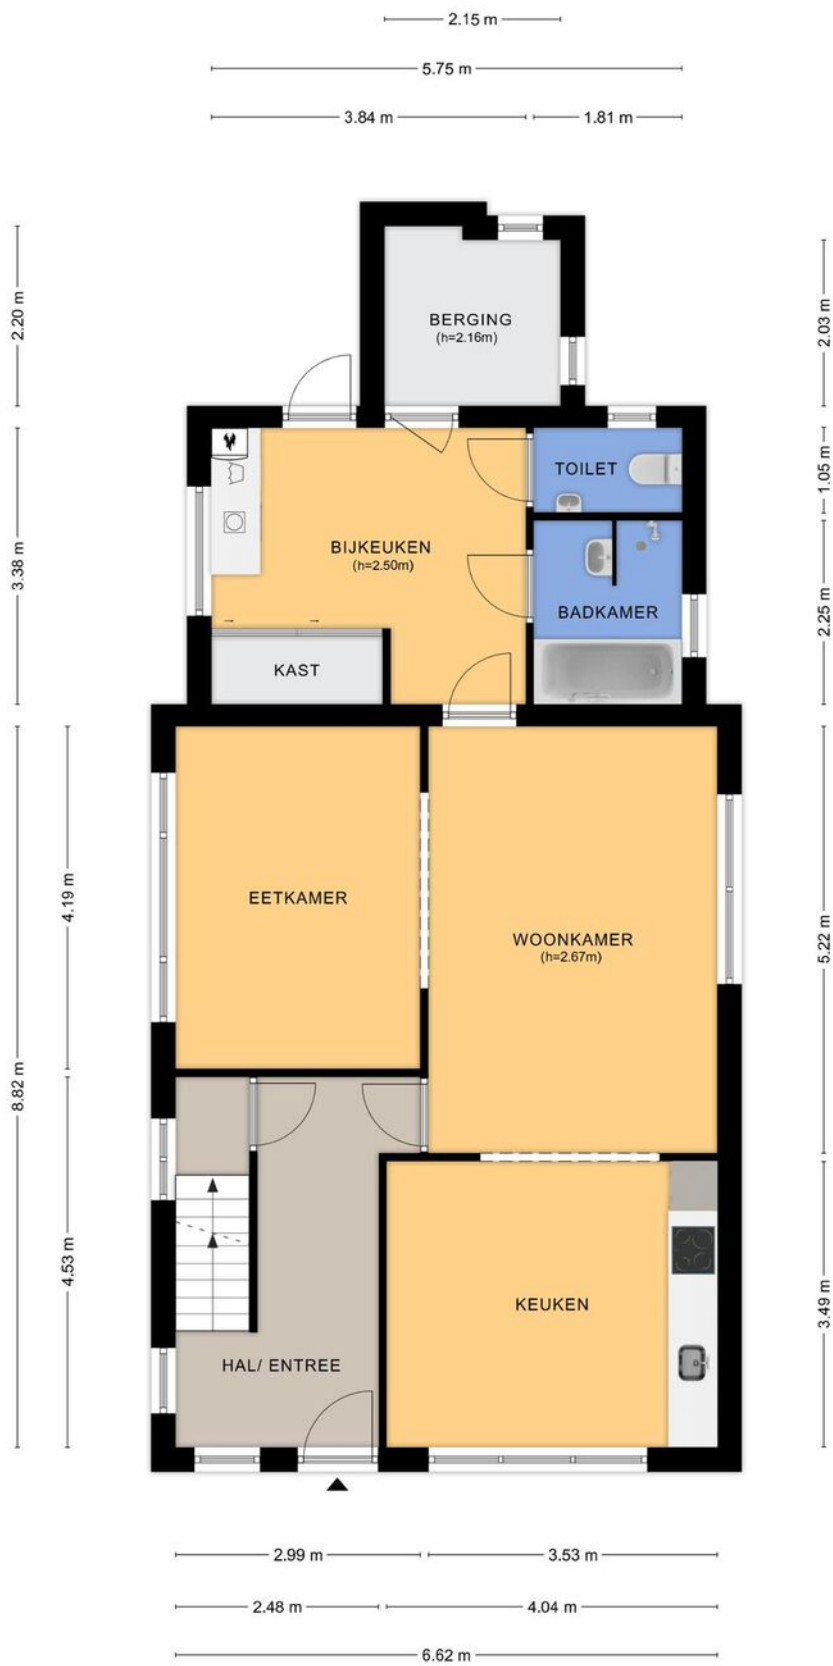 2.15 m
5.75 m
3.84 m
1.81 m
2.20 m
2.03 m
BERGING
(h=2.16m)
TOILET
1.05 m
BIJKEUKEN
(h=2.50m)
3.38 m
BADKAMER
2.25 m
KAST
EETKAMER
4.19 m
WOONKAMER
(h=2.67m)
5.22 m
8.82 m
4.53 m
KEUKEN
3.49 m
HAL/ ENTREE
2.99 m
3.53 m
2.48 m
4.04 m
6.62 m